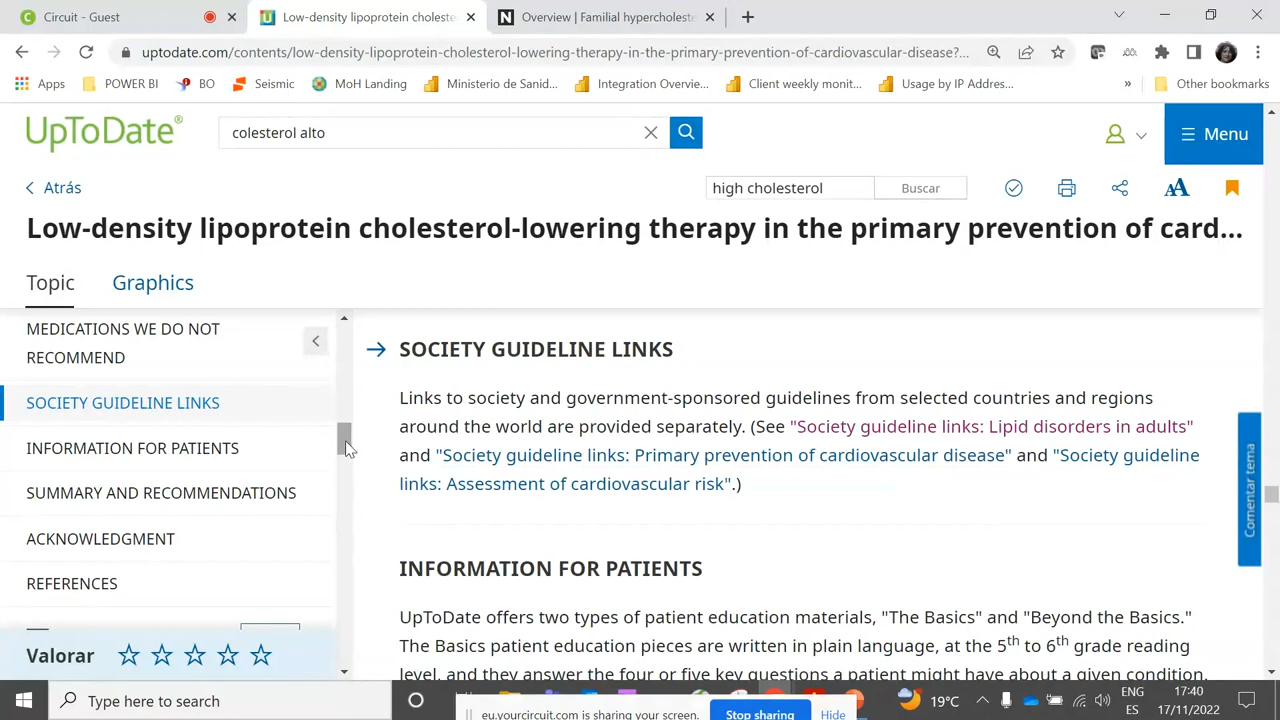 Circuit - Guest
Low-density lipoprotein choleste
Overview | Familial hypercholeste
uptodate.com/contents/low-density-lipoprotein-cholesterol-lowering-therapy-in-the-primary-prevention-of-cardiovascular-disease?...
Apps
POWER BI
BO
Seismic
MoH Landing
Ministerio de Sanid...
Integration Overvie...
Client weekly monit...
Usage by IP Addres...
»
Other bookmarks
UpToDate®
colesterol alto
Menu
Atrás
high cholesterol
Buscar
AA
Low-density lipoprotein cholesterol-lowering therapy in the primary prevention of card...
Topic
Graphics
MEDICATIONS WE DO NOT
RECOMMEND
SOCIETY GUIDELINE LINKS
INFORMATION FOR PATIENTS
SUMMARY AND RECOMMENDATIONS
ACKNOWLEDGMENT
REFERENCES
Valorar
→ SOCIETY GUIDELINE LINKS
Links to society and government-sponsored guidelines from selected countries and regions
around the world are provided separately. (See "Society guideline links: Lipid disorders in adults"
and "Society guideline links: Primary prevention of cardiovascular disease" and "Society guideline
links: Assessment of cardiovascular risk".)
INFORMATION FOR PATIENTS
UpToDate offers two types of patient education materials, "The Basics" and "Beyond the Basics."
The Basics patient education pieces are written in plain language, at the 5th to 6th grade reading
level, and they answer the four or five key questions a patient might have about a given condition.
Comentar tema
Type here to search
eu.yourcircuit.com is sharing your screen.
Stop sharing
Hide
19°C
ENG
ES
17:40
17/11/2022